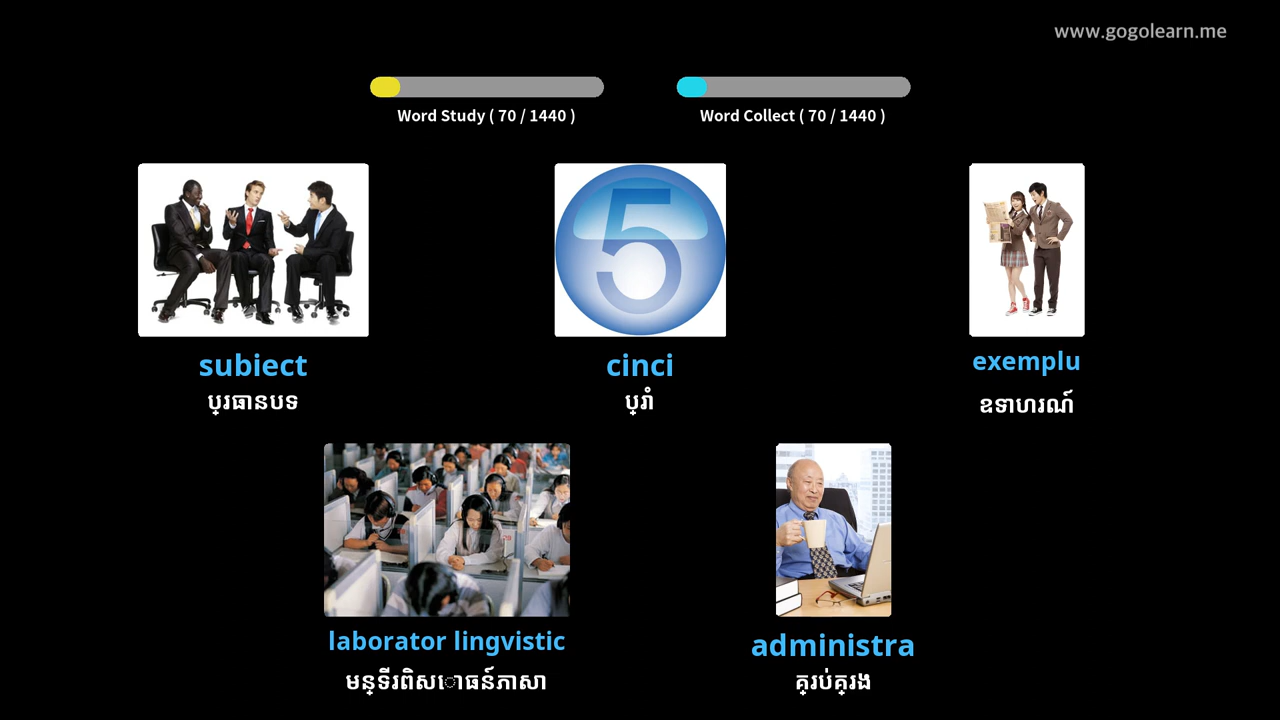 www.gogolearn.me
Word Study ( 70 / 1440 )
Word Collect ( 70 / 1440 )
5
subiect
ប្រធានបទ
cinci
ប្រាំ
exemplu
ឧទាហរណ៍
laborator lingvistic
មន្ទីរពិសោធន៍ភាសា
administra
គ្រប់គ្រង